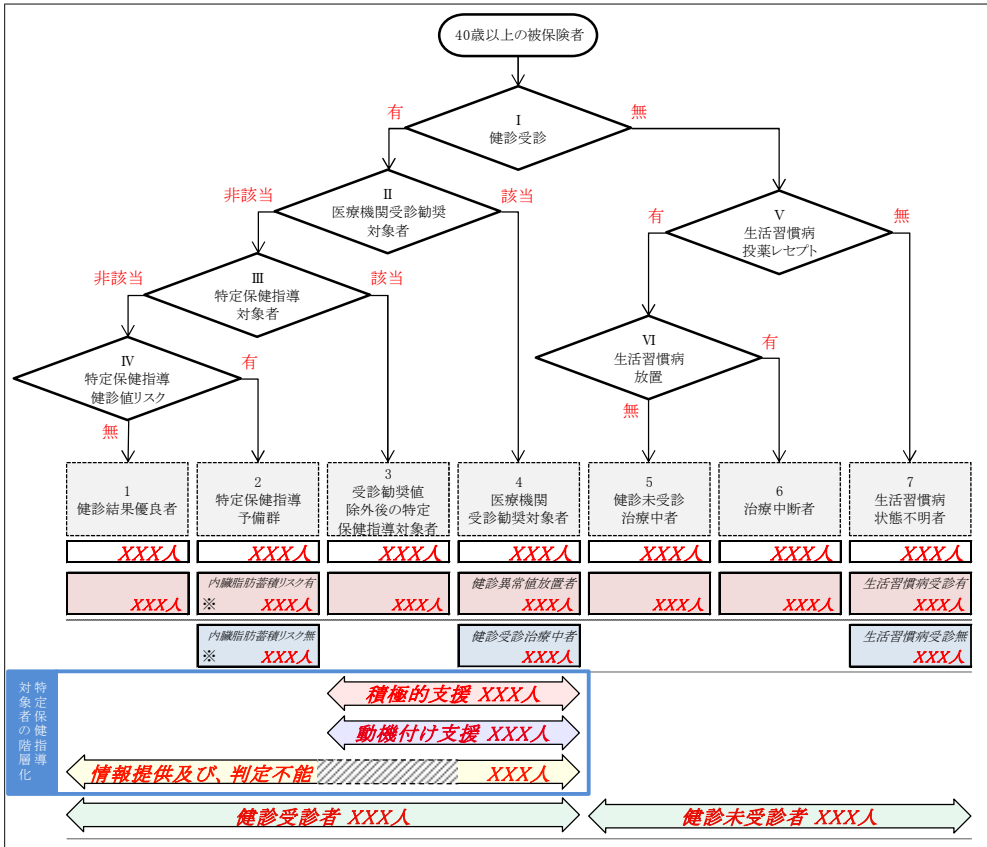 40歳以上の被保険者
有
無
Ⅰ
健診受診
非該当
該当
Ⅱ
医療機関受診勧奨
対象者
有
無
Ⅴ
生活習慣病
投薬レセプト
非該当
該当
Ⅲ
特定保健指導
対象者
Ⅵ
生活習慣病
放置
有
無
Ⅳ
特定保健指導
健診値リスク
有
無
1
健診結果優良者
2
特定保健指導
予備群
3
受診勧奨値
除外後の特定
保健指導対象者
4
医療機関
受診勧奨対象者
5
健診未受診
治療中者
6
治療中断者
7
生活習慣病
状態不明者
XXX人
XXX人
XXX人
XXX人
XXX人
XXX人
XXX人
XXX人
内臓脂肪蓄積リスク有
※ XXX人
XXX人
健診異常値放置者
XXX人
XXX人
XXX人
生活習慣病受診有
XXX人
内臓脂肪蓄積リスク無
※ XXX人
健診受診治療中者
XXX人
生活習慣病受診無
XXX人
特定保健指導
対象者の階層化
積極的支援 XXX人
動機付け支援 XXX人
情報提供及び、判定不能
XXX人
健診受診者 XXX人
健診未受診者 XXX人